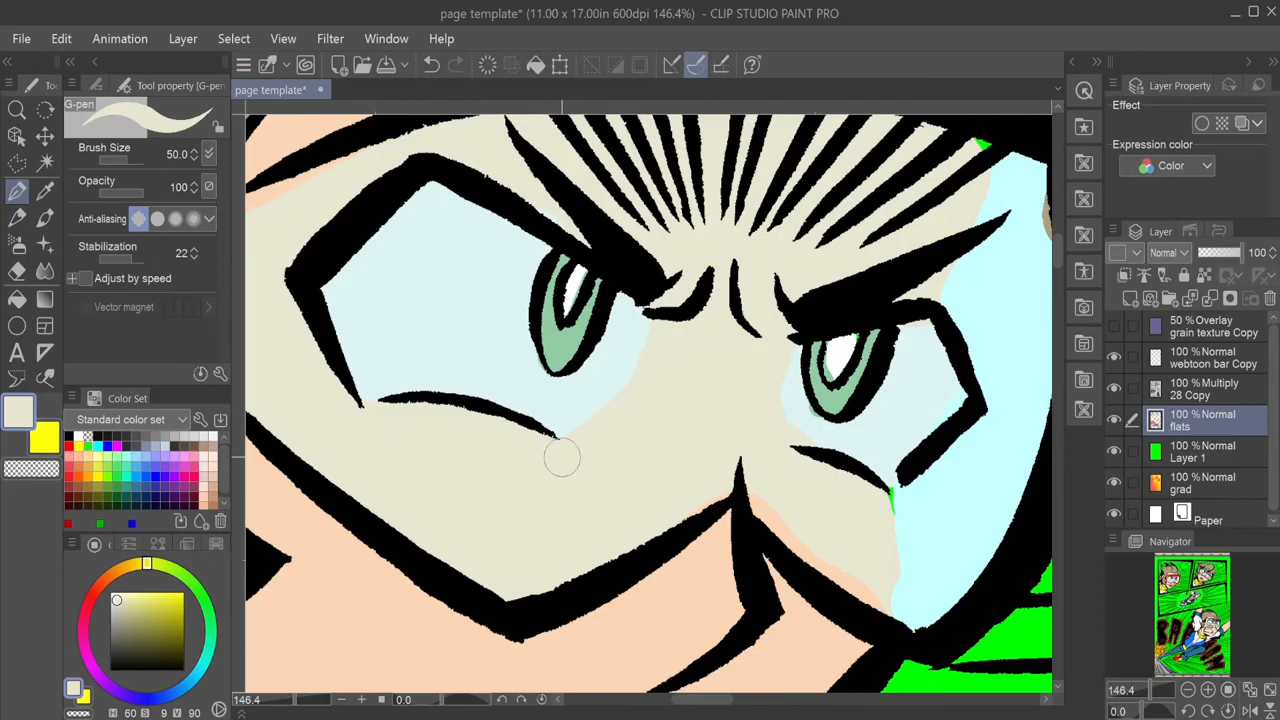 page template* (11.00 x 17.00in 600dpi 146.4%) - CLIP STUDIO PAINT PRO
File Edit Animation Layer Select View Filter Window Help
Tool property [G-pen
page template*
Layer Property
G-pen
Effect
Expression color
Color
Brush Size 50.0
Opacity 100
Anti-aliasing
Stabilization 22
Adjust by speed
Vector magnet
Layer
Normal 100
50 % Overlay
grain texture Copy
100 % Normal
webtoon bar Copy
100 % Multiply
28 Copy
100 % Normal
flats
100 % Normal
Layer 1
100 % Normal
grad
Paper
Color Set
Standard color set
Navigator
H 60 S 9 V 90
146.4
0.0
146.4
0.0